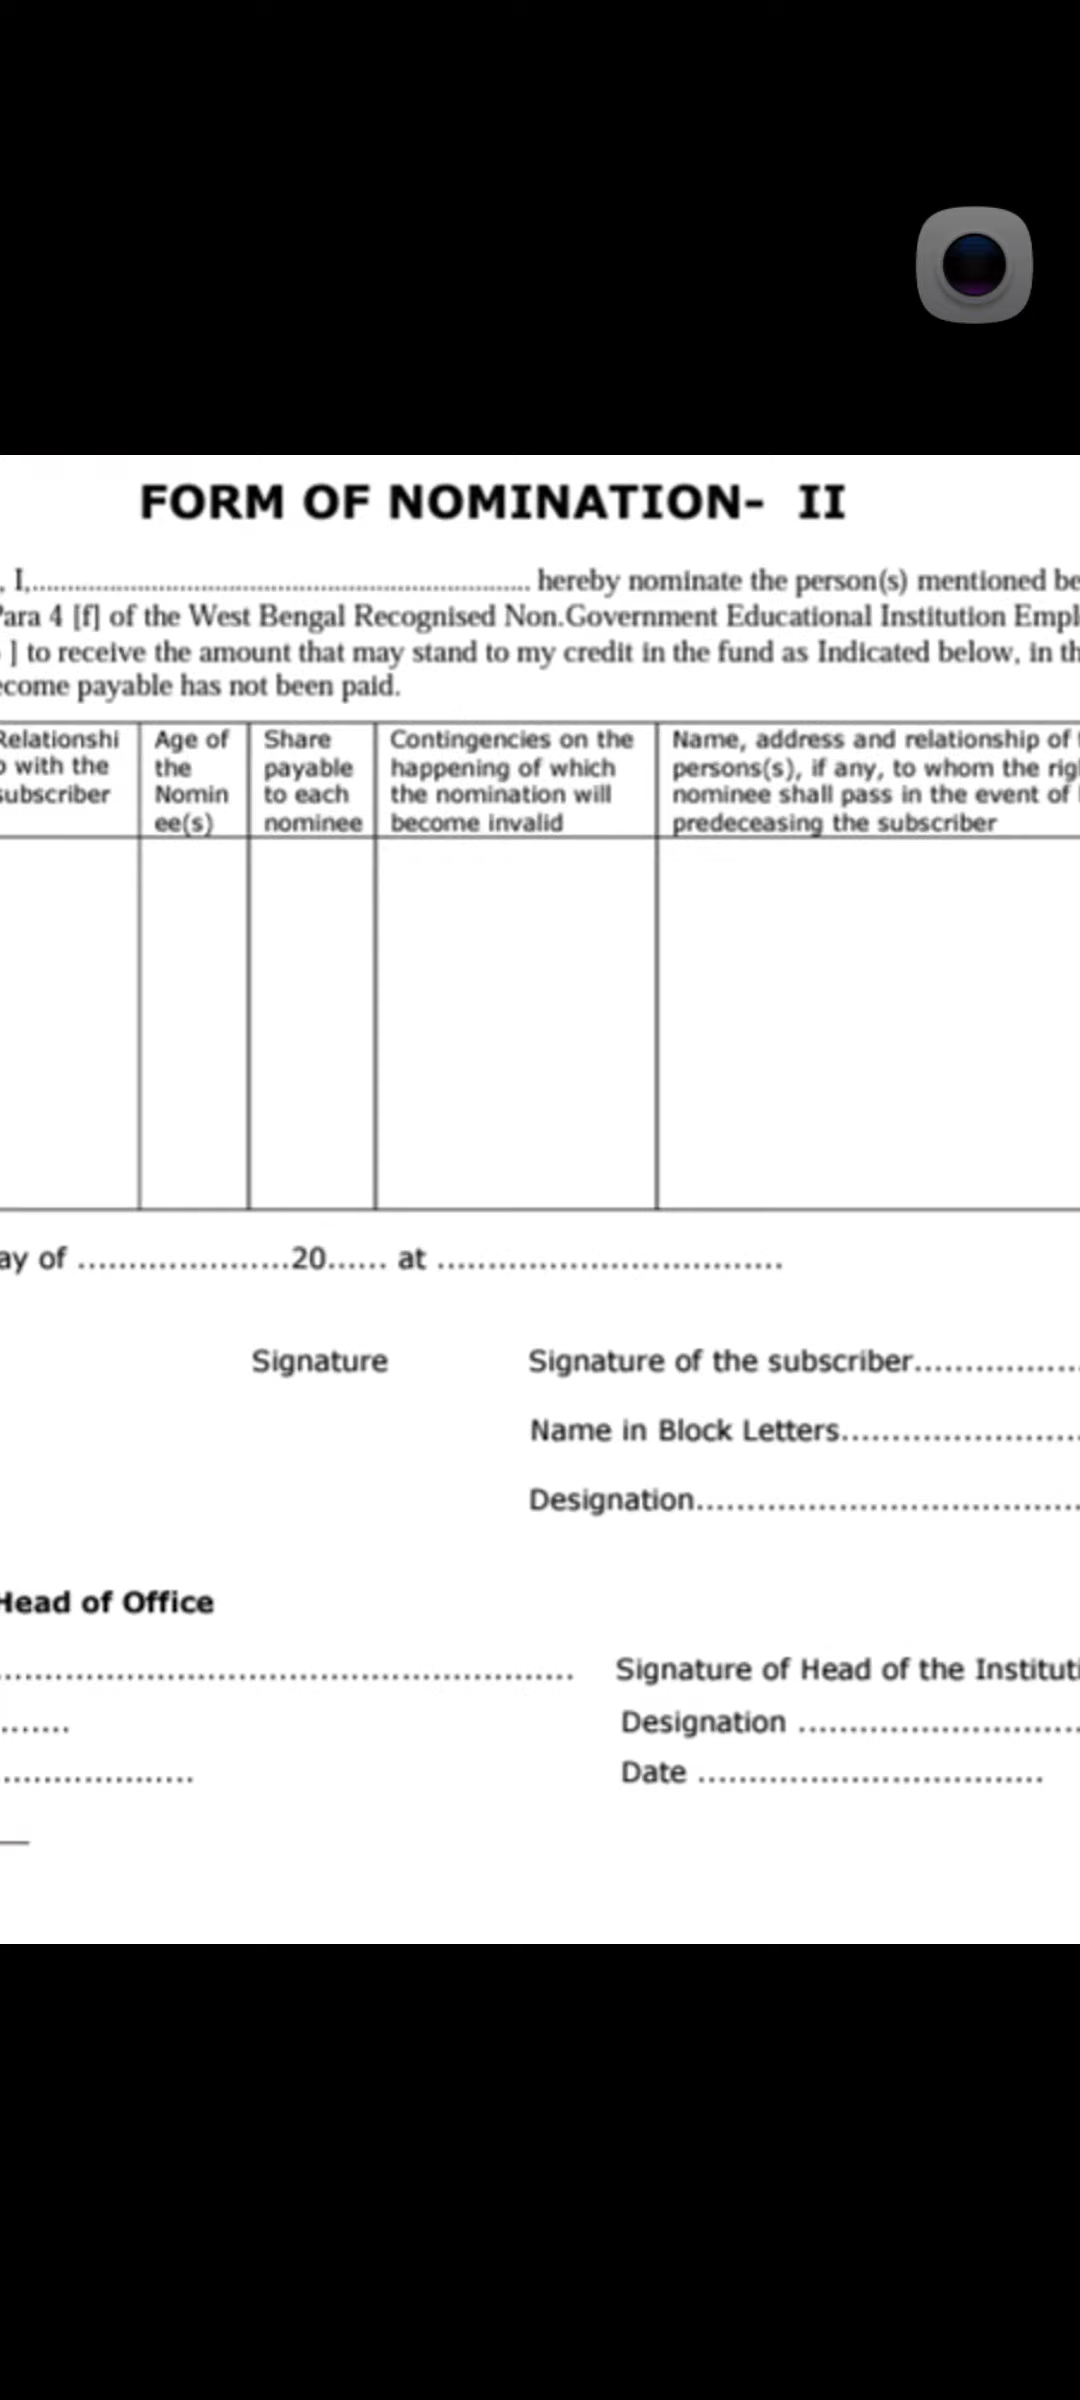 FORM OF NOMINATION- II
, I,........................................................................ hereby nominate the person(s) mentioned be
Para 4 [f] of the West Bengal Recognised Non.Government Educational Institution Empl
] to receive the amount that may stand to my credit in the fund as Indicated below, in th
ecome payable has not been paid.
Relationshi
p with the
subscriber
Age of
the
Nomin
ee(s)
Share
payable
to each
nominee
Contingencies on the
happening of which
the nomination will
become invalid
Name, address and relationship of
persons(s), if any, to whom the rig
nominee shall pass in the event of
predeceasing the subscriber
ay of .....................20...... at ..................................
Signature
Signature of the subscriber................
Name in Block Letters.......................
Designation.....................................
Head of Office
........................................................ Signature of Head of the Instituti
....... Designation ............................
................... Date ..................................